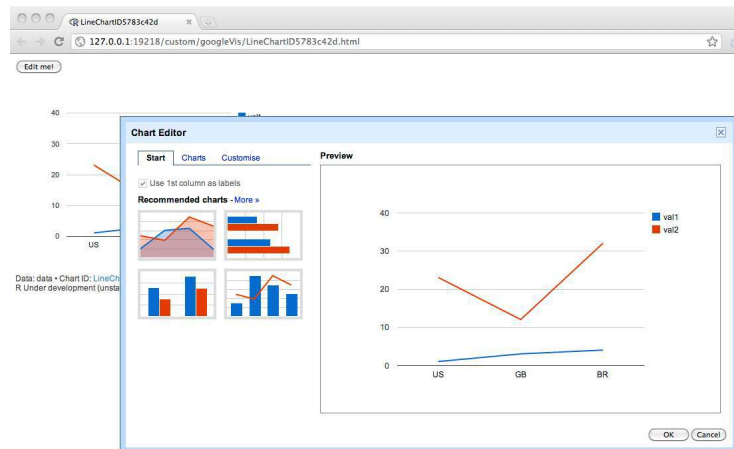 LineChartID5783c42d
127.0.0.1:19218/custom/googleVis/LineChartID5783c42d.html
Edit me!
40
30
20
10
0
US
Data: data • Chart ID: LineCh
R Under development (unsta
Chart Editor
Start Charts Customise
Use 1st column as labels
Recommended charts - More »
Preview
40
30
20
10
0
US GB BR
val1
val2
OK Cancel